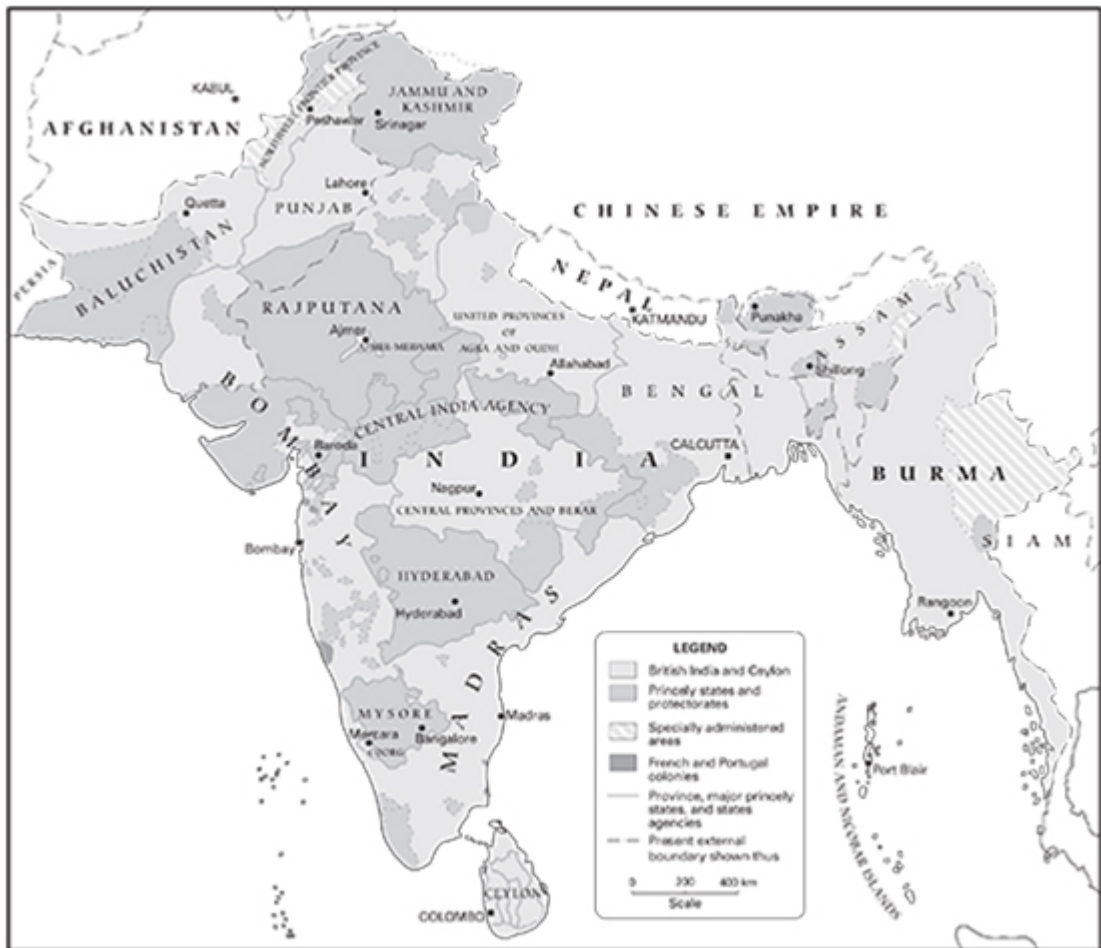 NORTHWEST FRONTIER PROVINCE
JAMMU AND
KASHMIR
KABUL
Peshawar
Srinagar
AFGHANISTAN
Lahore
PUNJAB
Quetta
CHINESE EMPIRE
PERSIA
BALUCHISTAN
NEPAL
RAJPUTANA
KATMANDU
Punakha
ASSAM
UNITED PROVINCES
OF
AGRA AND OUDH
Ajmer
Allahabad
Shillong
BENGAL
BOMBAY
CENTRAL INDIA AGENCY
Baroda
INDIA
CALCUTTA
BURMA
Nagpur
CENTRAL PROVINCES AND BERAR
SIAM
Bombay
HYDERABAD
Hyderabad
Rangoon
MADRAS
LEGEND
British India and Ceylon
Princely states and
protectorates
Specially administered
areas
French and Portugal
colonies
Province, major princely
states, and states
agencies
Present external
boundary shown thus
0 200 400 km
Scale
MYSORE
Madras
Mercara
Bangalore
COORG
Port Blair
ANDAMAN AND NICOBAR ISLANDS
CEYLON
COLOMBO